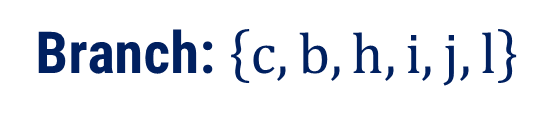 Branch: {c, b, h, i, j, l}